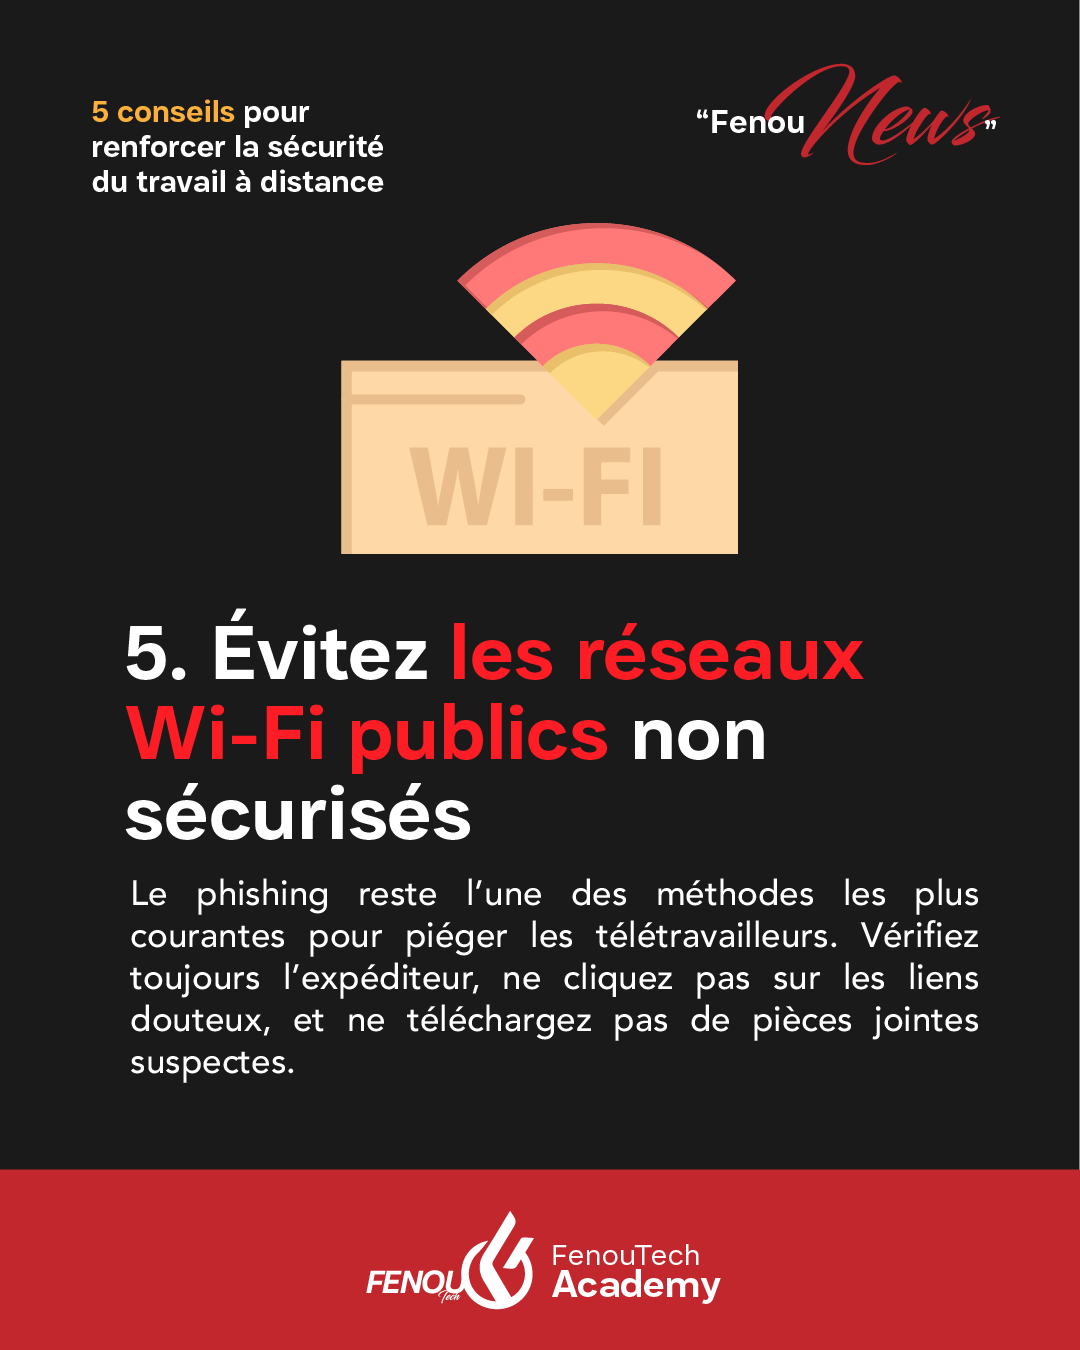 5 conseils pour
renforcer la sécurité
du travail à distance
“Fenou News”
WI-FI
5. Évitez les réseaux
Wi-Fi publics non
sécurisés
Le phishing reste l’une des méthodes les plus
courantes pour piéger les télétravailleurs. Vérifiez
toujours l’expéditeur, ne cliquez pas sur les liens
douteux, et ne téléchargez pas de pièces jointes
suspectes.
FENOU
Tech
FenouTech
Academy